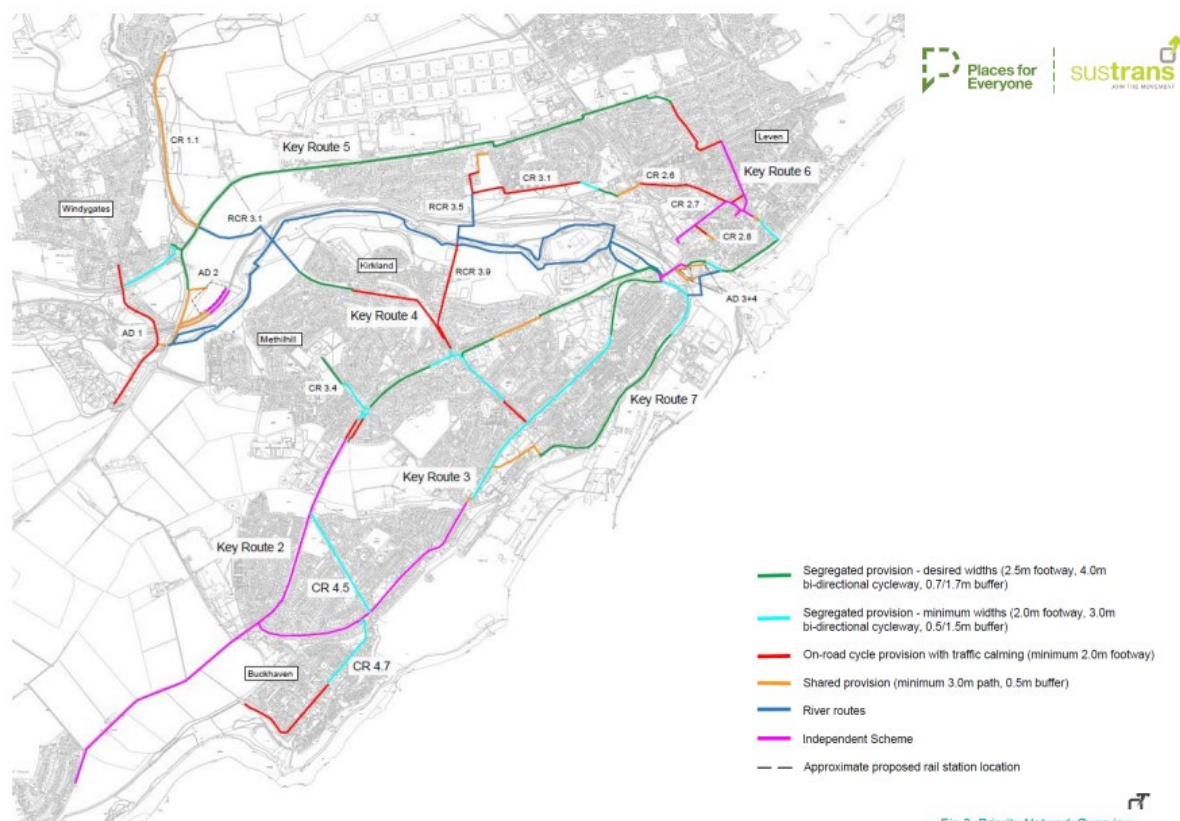 Places for
Everyone
sustrans
JOIN THE MOVEMENT
CR 1.1
Key Route 5
Leven
Windygates
CR 3.1
CR 2.6
Key Route 6
RCR 3.1
RCR 3.5
CR 2.7
CR 2.8
AD 2
Kirkland
RCR 3.9
AD 3+4
AD 1
Key Route 4
Methilhill
CR 3.4
Key Route 7
Key Route 3
Key Route 2
CR 4.5
CR 4.7
Buckhaven
Segregated provision - desired widths (2.5m footway, 4.0m
bi-directional cycleway, 0.7/1.7m buffer)
Segregated provision - minimum widths (2.0m footway, 3.0m
bi-directional cycleway, 0.5/1.5m buffer)
On-road cycle provision with traffic calming (minimum 2.0m footway)
Shared provision (minimum 3.0m path, 0.5m buffer)
River routes
Independent Scheme
Approximate proposed rail station location